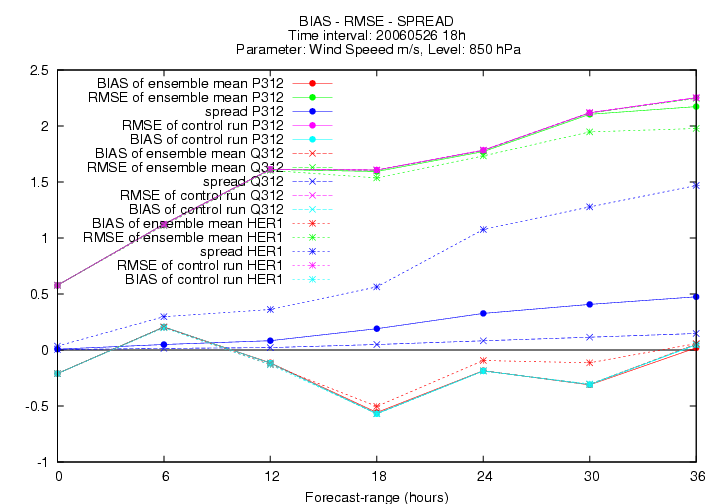 BIAS - RMSE - SPREAD
Time interval: 20060526 18h
Parameter: Wind Speeed m/s, Level: 850 hPa
2.5
2
1.5
1
0.5
0
-0.5
-1
BIAS of ensemble mean P312
RMSE of ensemble mean P312
spread P312
RMSE of control run P312
BIAS of control run P312
BIAS of ensemble mean Q312
RMSE of ensemble mean Q312
spread Q312
RMSE of control run Q312
BIAS of control run Q312
BIAS of ensemble mean HER1
RMSE of ensemble mean HER1
spread HER1
RMSE of control run HER1
BIAS of control run HER1
0 6 12 18 24 30 36
Forecast-range (hours)